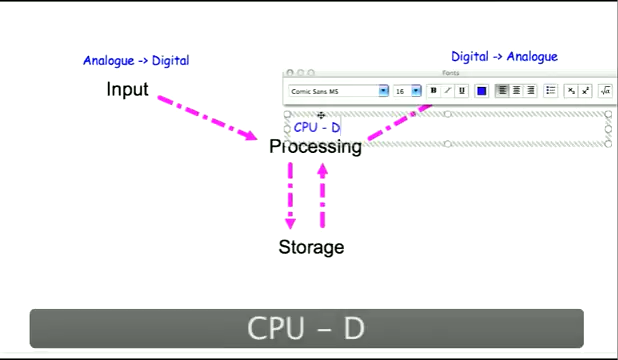 Analogue -> Digital
Digital -> Analogue
Input
Fonts
Comic Sans MS
16
B I U
CPU - D
Processing
Storage
CPU – D